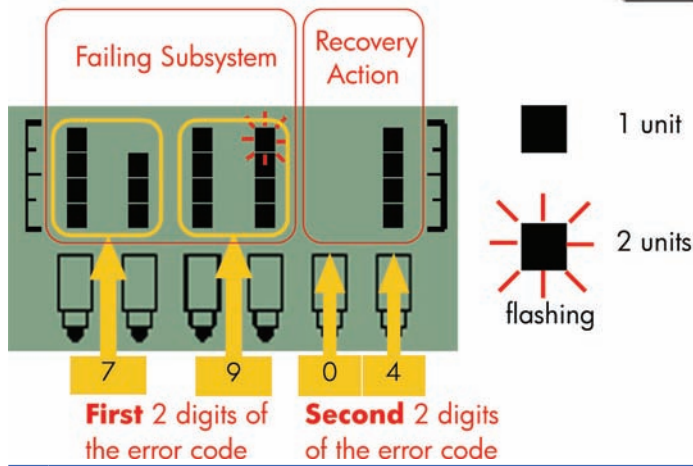 Failing Subsystem
Recovery
Action
1 unit
2 units
flashing
7
9
0
4
First 2 digits of
the error code
Second 2 digits
of the error code